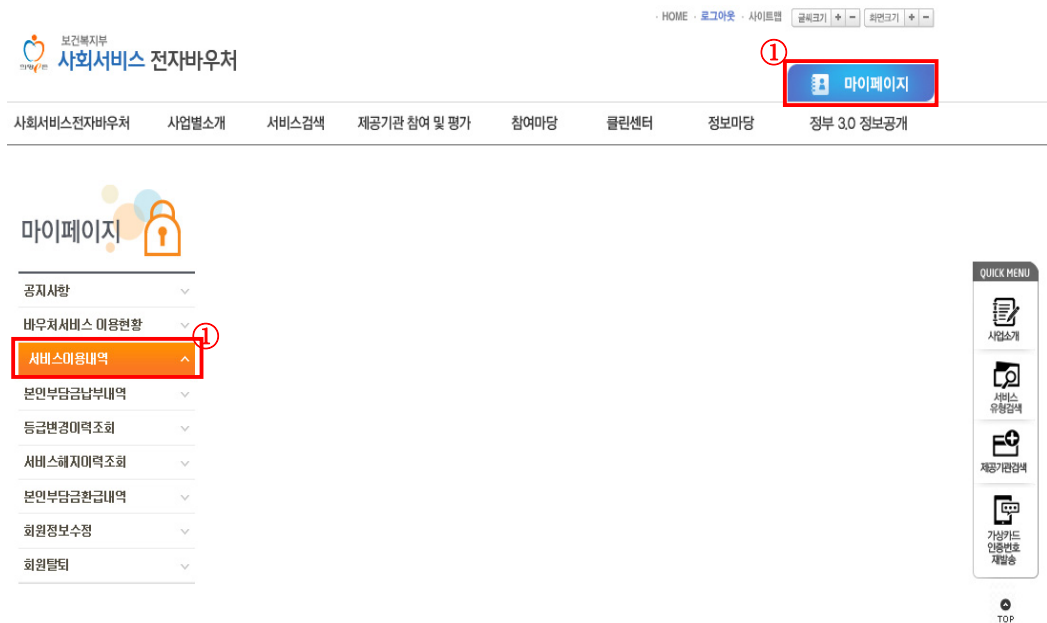 · HOME · 로그아웃 · 사이트맵 글씨크기 + - 화면크기 + -
보건복지부
사회서비스 전자바우처
①
마이페이지
사회서비스전자바우처 사업별소개 서비스검색 제공기관 참여 및 평가 참여마당 클린센터 정보마당 정부 3.0 정보공개
마이페이지
공지사항
바우처서비스 이용현황
①
서비스이용내역
본인부담금납부내역
등급변경이력조회
서비스해지이력조회
본인부담금환급내역
회원정보수정
회원탈퇴
QUICK MENU
사업소개
서비스
유형검색
제공기관검색
가상카드
인증번호
재발송
TOP